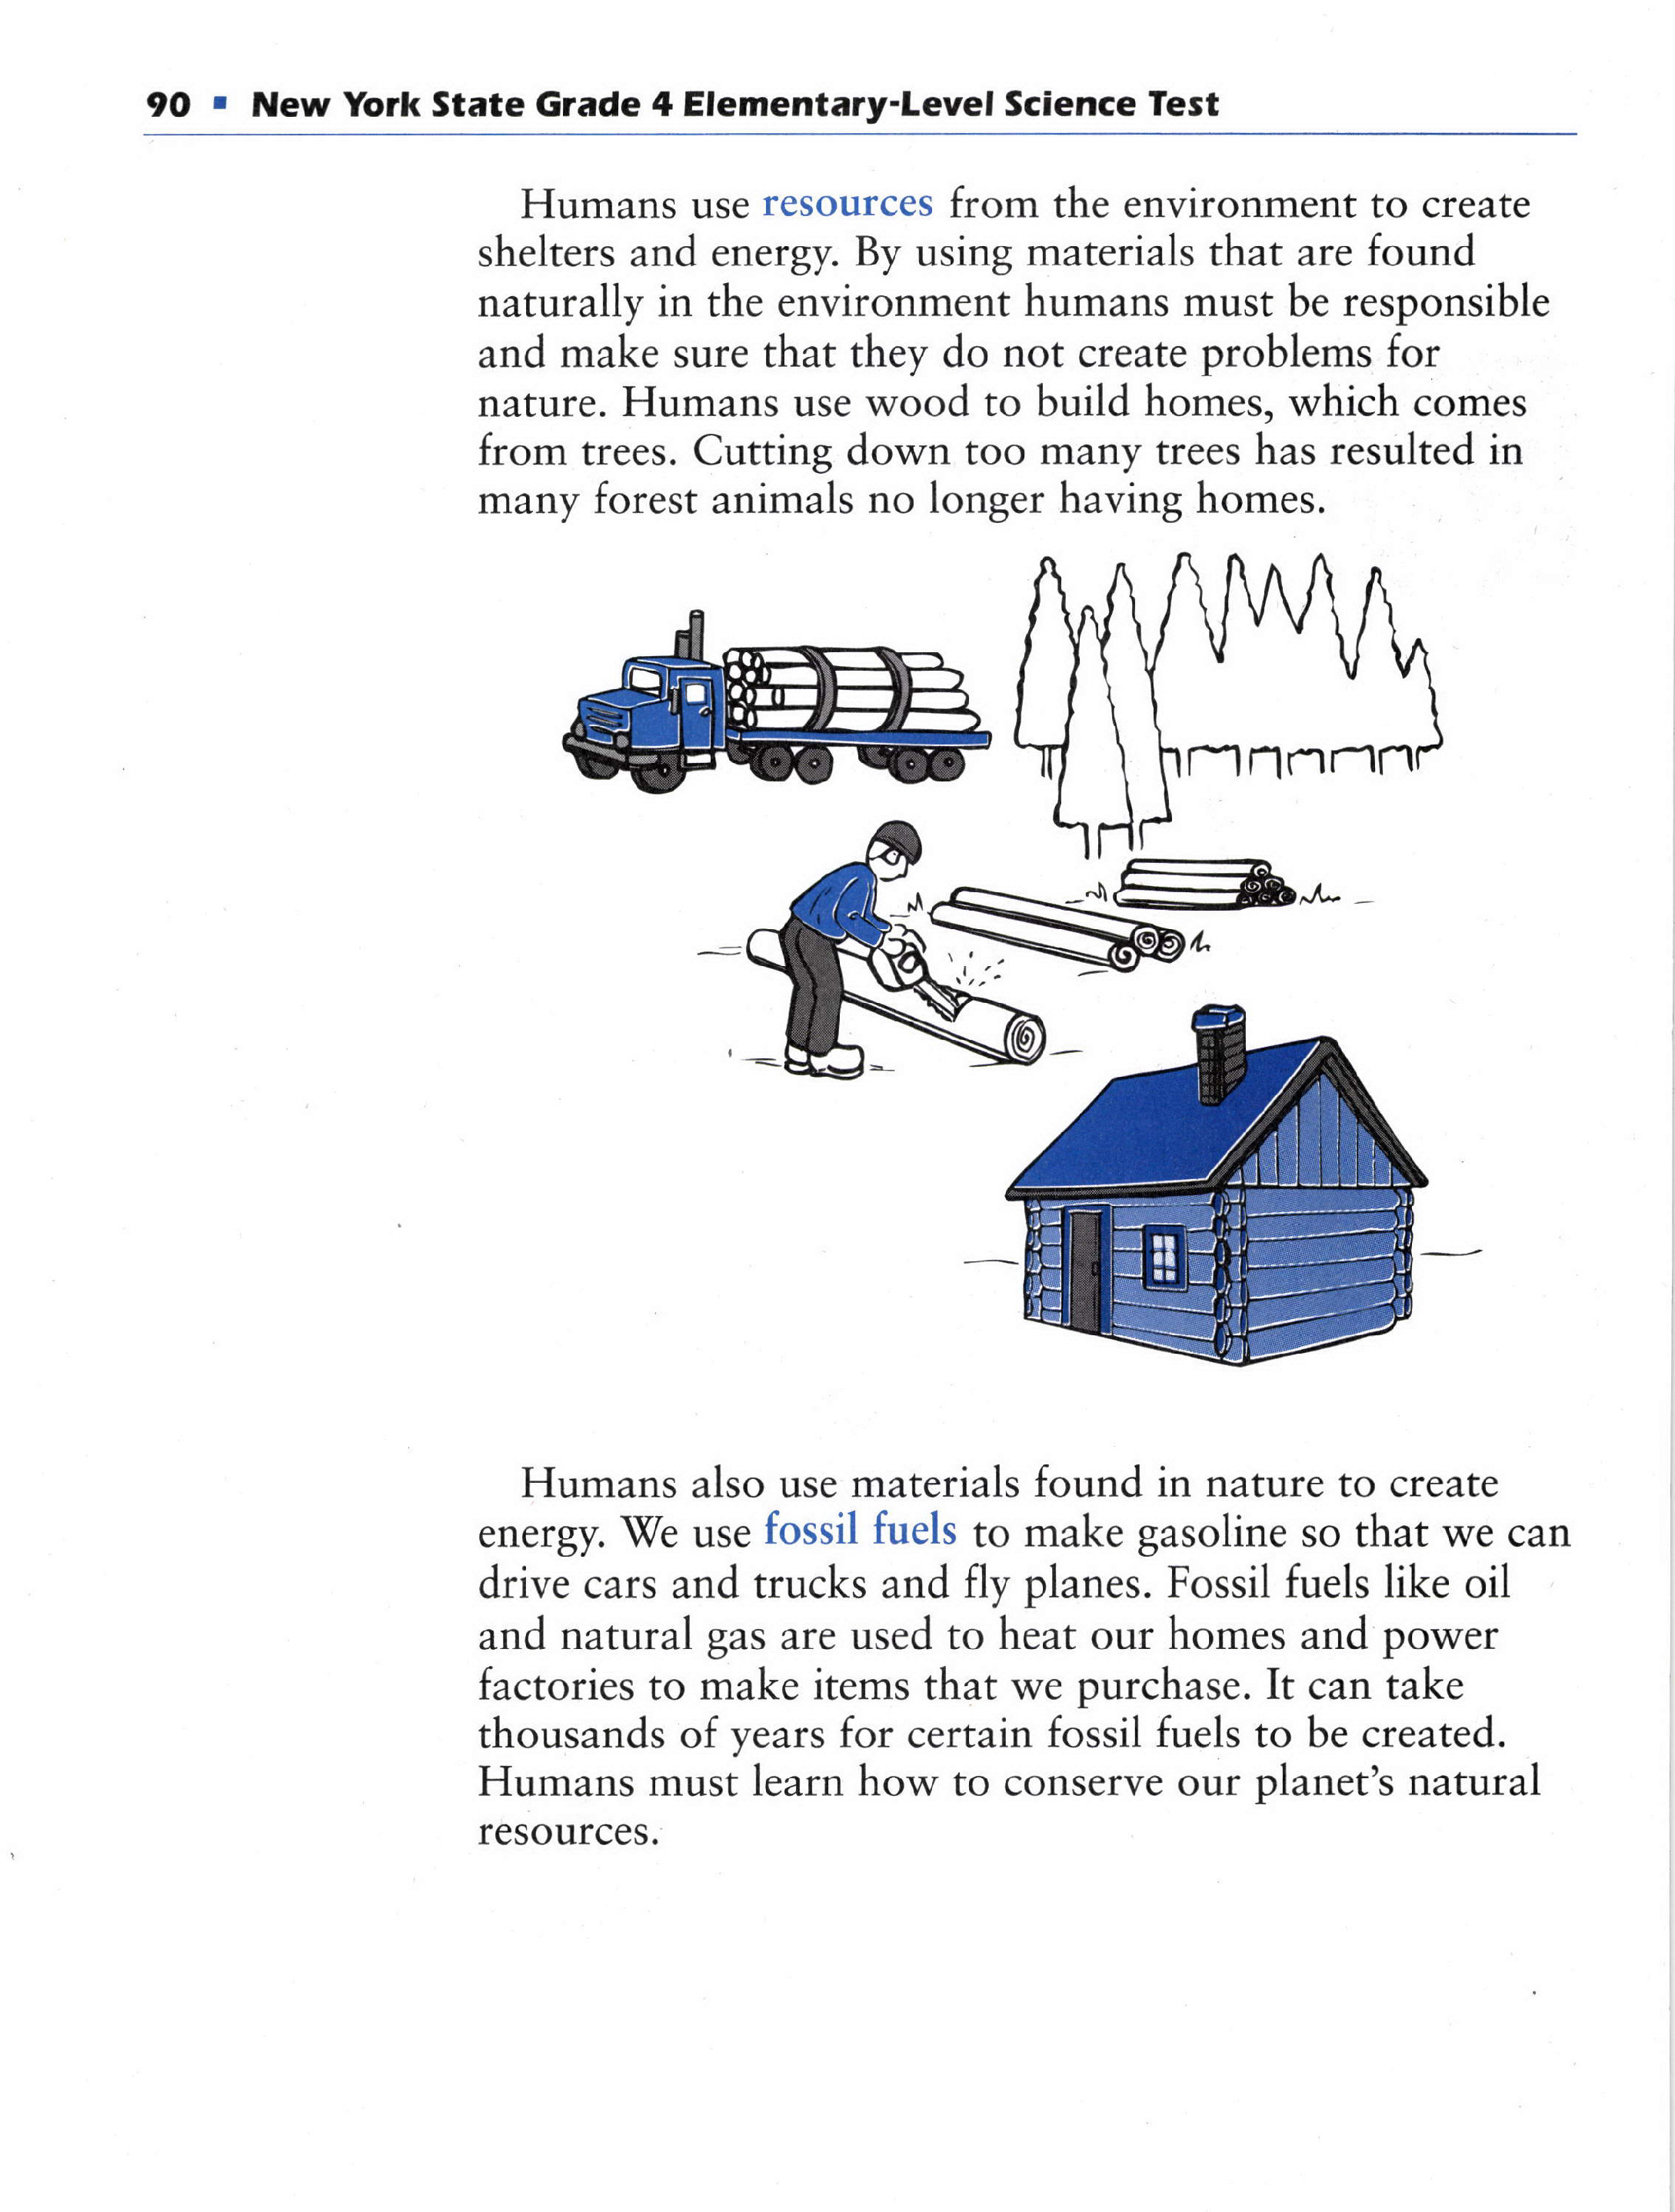 90 ▪ New York State Grade 4 Elementary-Level Science Test
Humans use resources from the environment to create
shelters and energy. By using materials that are found
naturally in the environment humans must be responsible
and make sure that they do not create problems for
nature. Humans use wood to build homes, which comes
from trees. Cutting down too many trees has resulted in
many forest animals no longer having homes.
Humans also use materials found in nature to create
energy. We use fossil fuels to make gasoline so that we can
drive cars and trucks and fly planes. Fossil fuels like oil
and natural gas are used to heat our homes and power
factories to make items that we purchase. It can take
thousands of years for certain fossil fuels to be created.
Humans must learn how to conserve our planet’s natural
resources.